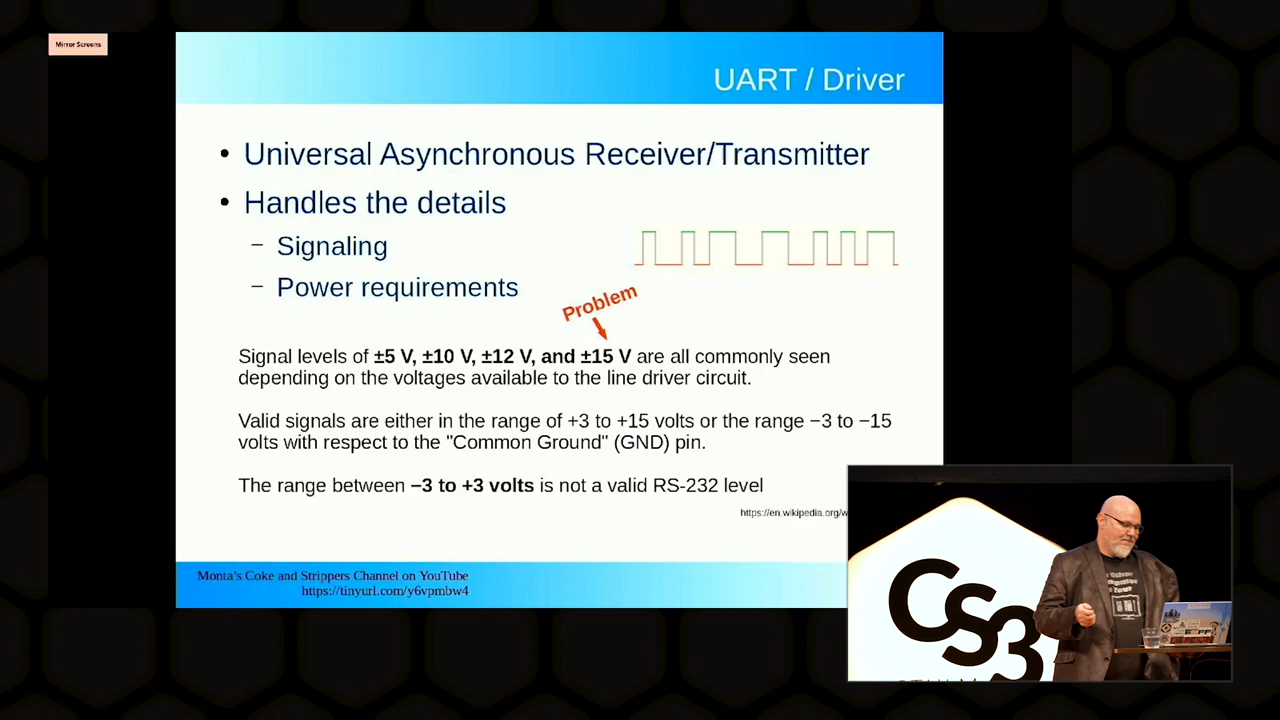 Mirror Screens
UART / Driver
• Universal Asynchronous Receiver/Transmitter
• Handles the details
– Signaling
– Power requirements
Problem
Signal levels of ±5 V, ±10 V, ±12 V, and ±15 V are all commonly seen
depending on the voltages available to the line driver circuit.
Valid signals are either in the range of +3 to +15 volts or the range −3 to −15
volts with respect to the "Common Ground" (GND) pin.
The range between −3 to +3 volts is not a valid RS-232 level
https://en.wikipedia.org/w
Monta's Coke and Strippers Channel on YouTube
https://tinyurl.com/y6vpmbw4
CS3